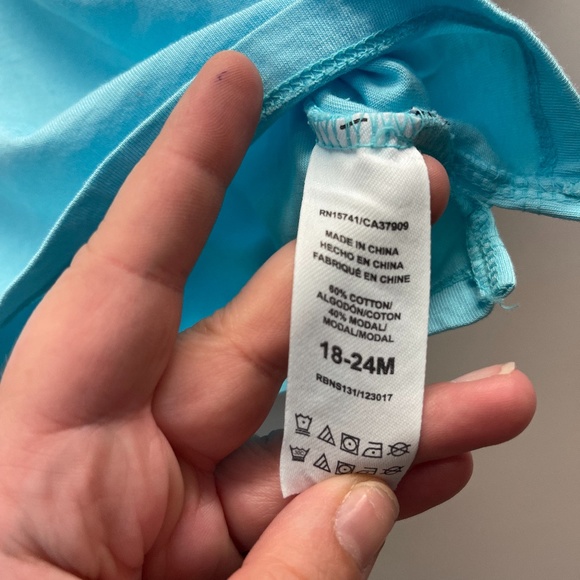 RN15741/CA37909
MADE IN CHINA
HECHO EN CHINA
FABRIQUÉ EN CHINE
60% COTTON/
ALGODÓN/COTON
40% MODAL/
MODAL/MODAL
18-24M
RBNS131/123017